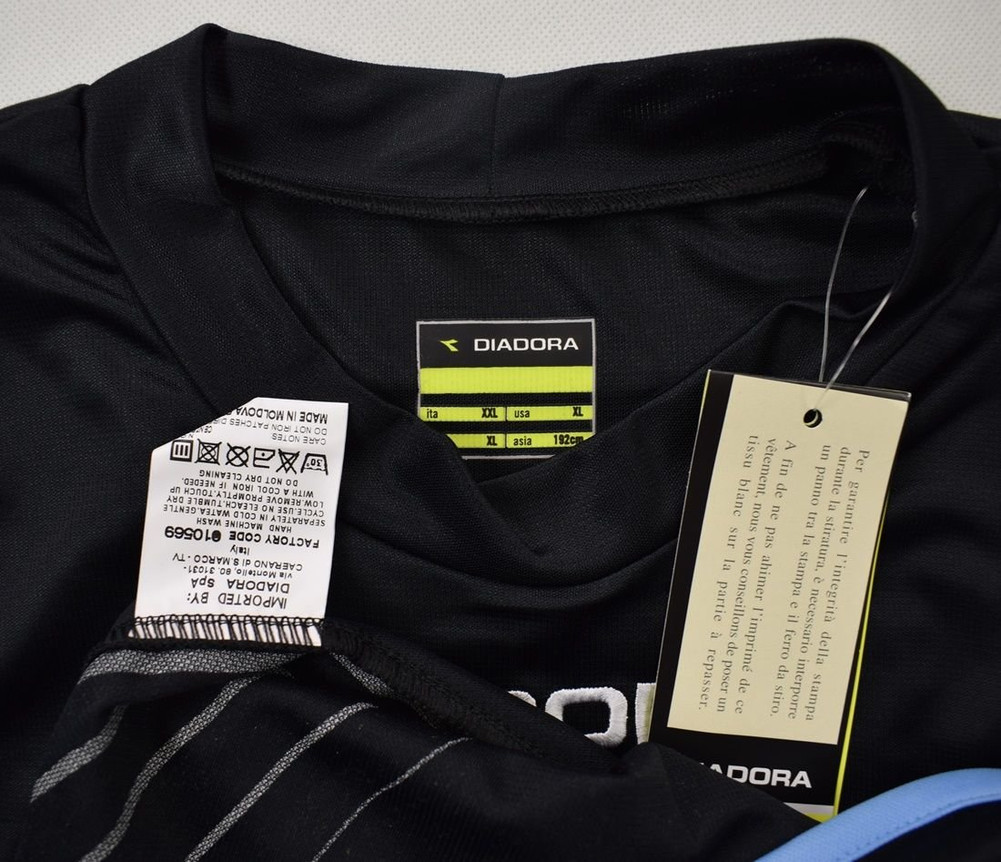 DIADORA
ita XXL usa XL
XL asia 192cm
IMPORTED BY:
DIADORA SpA
via Montello, 80, 31031-
CAERANO di S.MARCO - TV
Italy
FACTORY CODE 010569
HAND MACHINE WASH
SEPARATELY IN COLD WATER,GENTLE
CYCLE.NO USE BLEACH.TUMBLE DRY
LOW.REMOVE PROMPTLY.TOUCH UP
WITH A COOL IRON IF NEEDED.
DO NOT DRY CLEANING
30°
CARE NOTES
DO NOT IRON PATCHES
MADE IN MOLDOVA
Per garantire l'integrità della stampa
durante la stiratura, è necessario interporre
un panno tra la stampa e il ferro da stiro.
A fin de ne pas ahimer l'imprimé de ce
vêtement, nous vous conseillons de poser un
tissu blanc sur la partie à repasser.
ADORA